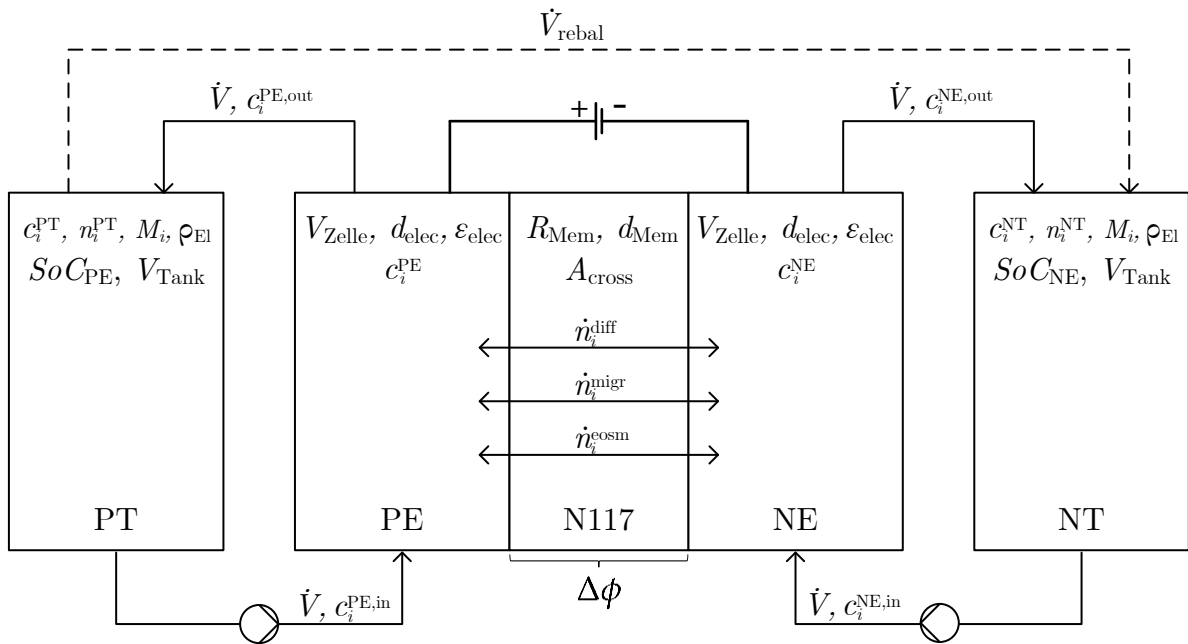 V̇_rebal
V̇, c_i^PE,out
+ -
V̇, c_i^NE,out
c_i^PT, n_i^PT, M_i, ρ_El
SoC_PE, V_Tank
V_Zelle, d_elec, ε_elec
c_i^PE
R_Mem, d_Mem
A_cross
V_Zelle, d_elec, ε_elec
c_i^NE
c_i^NT, n_i^NT, M_i, ρ_El
SoC_NE, V_Tank
ṅ_i^diff
ṅ_i^migr
ṅ_i^eosm
PT
PE
N117
NE
NT
Δϕ
V̇, c_i^PE,in
V̇, c_i^NE,in